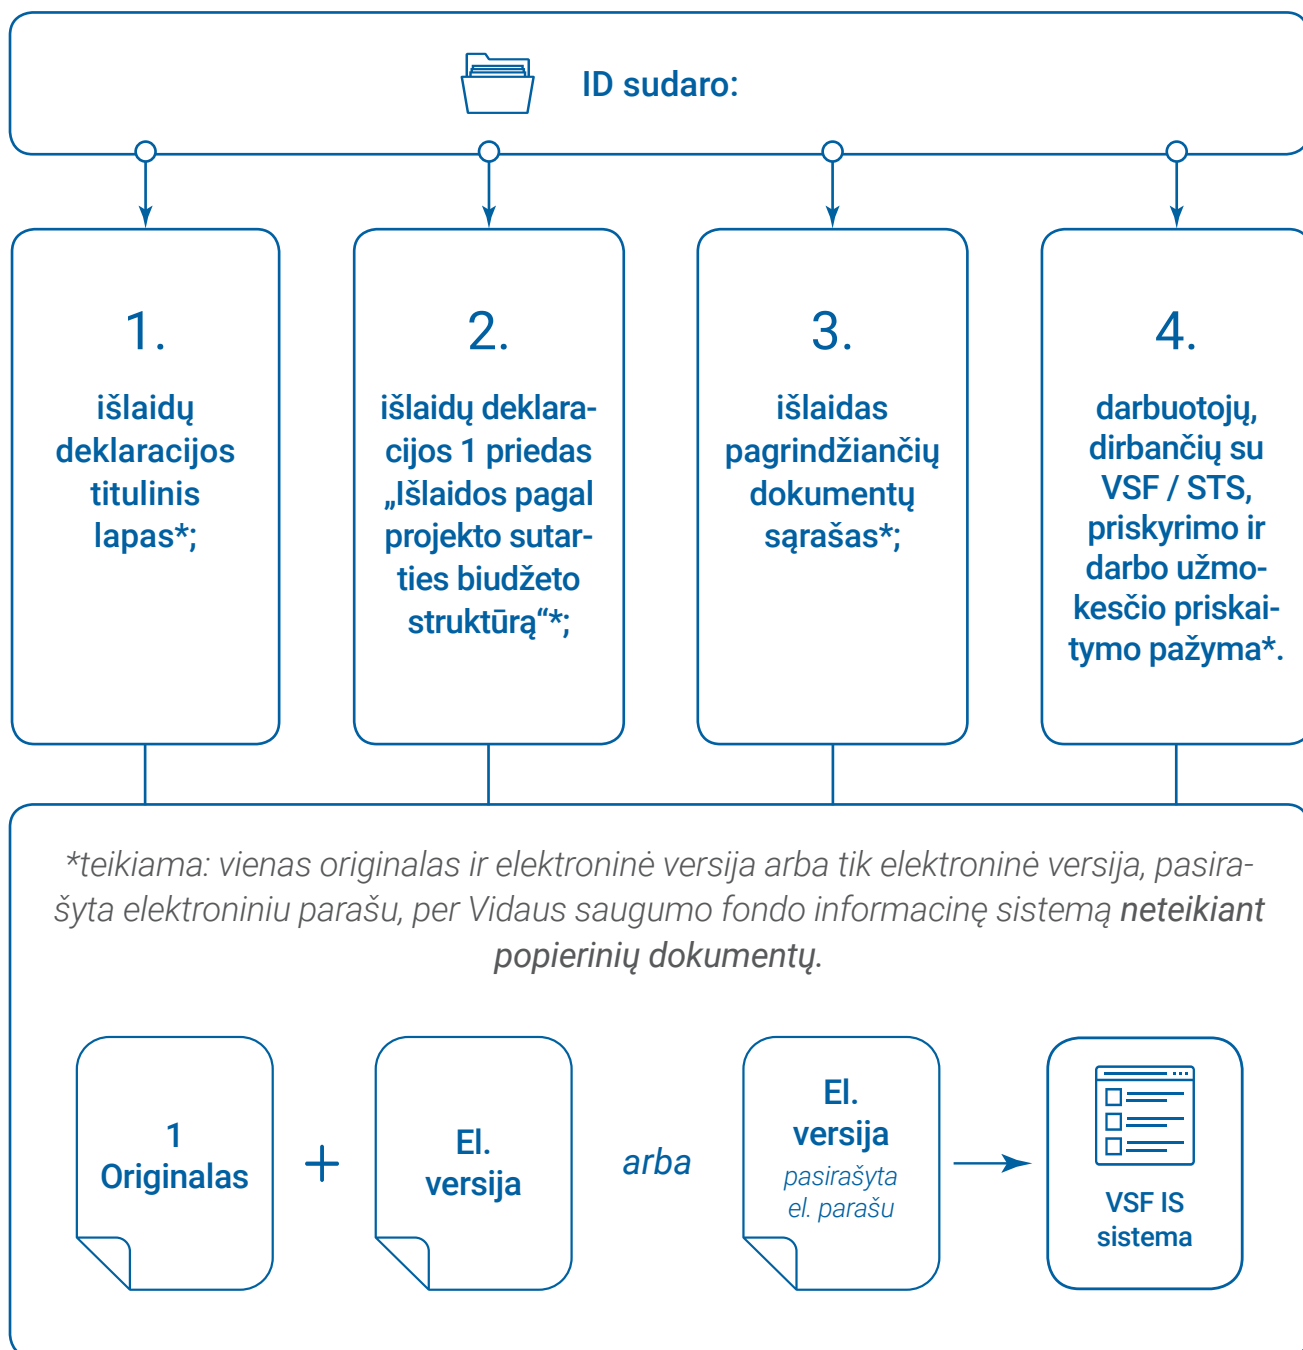 ID sudaro:
1.
išlaidų
deklaracijos
titulinis
lapas*;
2.
išlaidų deklara-
cijos 1 priedas
„Išlaidos pagal
projekto sutar-
ties biudžeto
struktūrą“*;
3.
išlaidas
pagrindžiančių
dokumentų
sąrašas*;
4.
darbuotojų,
dirbančių su
VSF / STS,
priskyrimo ir
darbo užmo-
kesčio priskai-
tymo pažyma*.
*teikiama: vienas originalas ir elektroninė versija arba tik elektroninė versija, pasira-
šyta elektroniniu parašu, per Vidaus saugumo fondo informacinę sistemą neteikiant
popierinių dokumentų.
1
Originalas
+
El.
versija
arba
El.
versija
pasirašyta
el. parašu
VSF IS
sistema